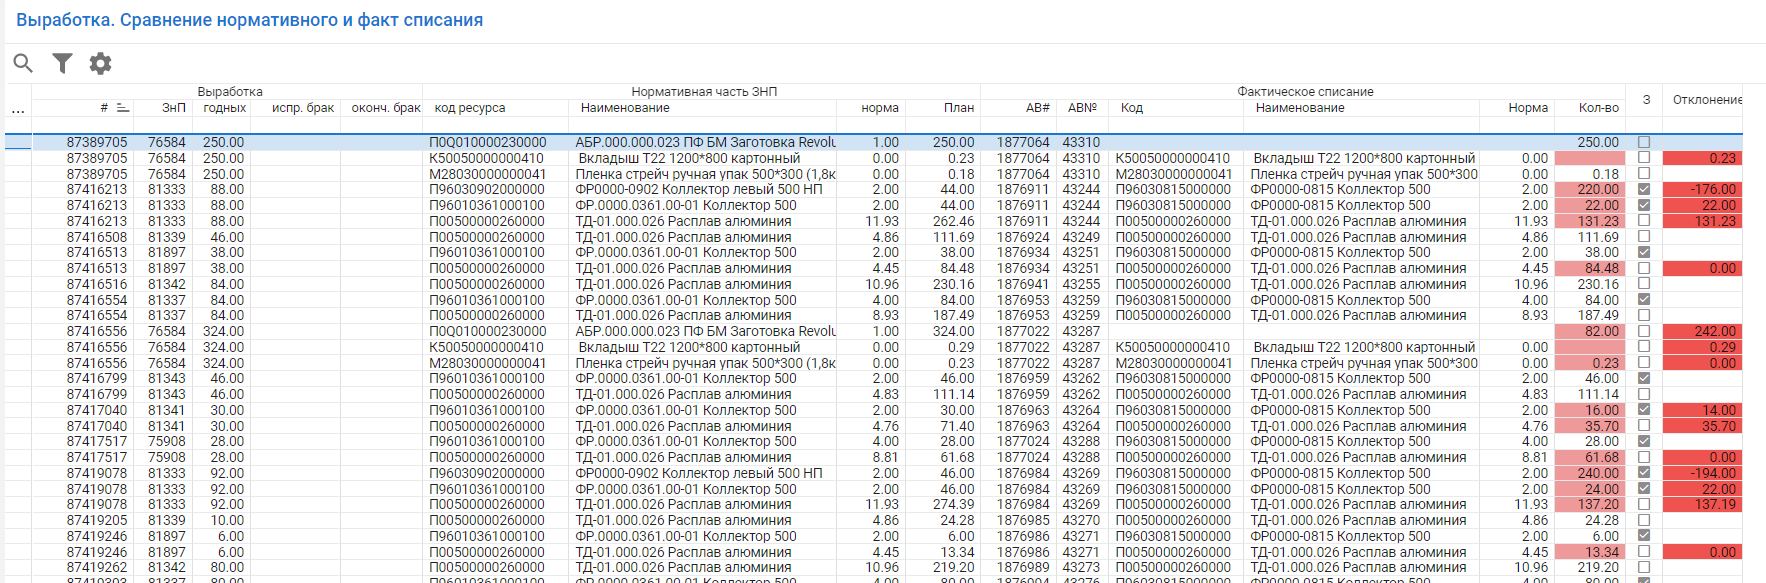 Выработка. Сравнение нормативного и факт списания
Выработка Нормативная часть ЗНП Фактическое списание
... # ЗнП годных испр. брак оконч. брак код ресурса Наименование норма План АВ# АВ№ Код Наименование Норма Кол-во З Отклонение
87389705 76584 250.00 П0Q010000230000 АБР.000.000.023 ПФ БМ Заготовка Revolu 1.00 250.00 1877064 43310 250.00
87389705 76584 250.00 К50050000000410 Вкладыш Т22 1200*800 картонный 0.00 0.23 1877064 43310 К50050000000410 Вкладыш Т22 1200*800 картонный 0.00 0.23
87389705 76584 250.00 М28030000000041 Пленка стрейч ручная упак 500*300 (1,8к 0.00 0.18 1877064 43310 М28030000000041 Пленка стрейч ручная упак 500*300 0.00 0.18
87416213 81333 88.00 П96030902000000 ФР0000-0902 Коллектор левый 500 НП 2.00 44.00 1876911 43244 П96030815000000 ФР0000-0815 Коллектор 500 2.00 220.00 -176.00
87416213 81333 88.00 П96010361000100 ФР.0000.0361.00-01 Коллектор 500 2.00 44.00 1876911 43244 П96030815000000 ФР0000-0815 Коллектор 500 2.00 22.00 22.00
87416213 81333 88.00 П00500000260000 ТД-01.000.026 Расплав алюминия 11.93 262.46 1876911 43244 П00500000260000 ТД-01.000.026 Расплав алюминия 11.93 131.23 131.23
87416508 81339 46.00 П00500000260000 ТД-01.000.026 Расплав алюминия 4.86 111.69 1876924 43249 П00500000260000 ТД-01.000.026 Расплав алюминия 4.86 111.69
87416513 81897 38.00 П96010361000100 ФР.0000.0361.00-01 Коллектор 500 2.00 38.00 1876934 43251 П96030815000000 ФР0000-0815 Коллектор 500 2.00 38.00
87416513 81897 38.00 П00500000260000 ТД-01.000.026 Расплав алюминия 4.45 84.48 1876934 43251 П00500000260000 ТД-01.000.026 Расплав алюминия 4.45 84.48 0.00
87416516 81342 84.00 П00500000260000 ТД-01.000.026 Расплав алюминия 10.96 230.16 1876941 43255 П00500000260000 ТД-01.000.026 Расплав алюминия 10.96 230.16
87416554 81337 84.00 П96010361000100 ФР.0000.0361.00-01 Коллектор 500 4.00 84.00 1876953 43259 П96030815000000 ФР0000-0815 Коллектор 500 4.00 84.00
87416554 81337 84.00 П00500000260000 ТД-01.000.026 Расплав алюминия 8.93 187.49 1876953 43259 П00500000260000 ТД-01.000.026 Расплав алюминия 8.93 187.49
87416556 76584 324.00 П0Q010000230000 АБР.000.000.023 ПФ БМ Заготовка Revolu 1.00 324.00 1877022 43287 82.00 242.00
87416556 76584 324.00 К50050000000410 Вкладыш Т22 1200*800 картонный 0.00 0.29 1877022 43287 К50050000000410 Вкладыш Т22 1200*800 картонный 0.00 0.29
87416556 76584 324.00 М28030000000041 Пленка стрейч ручная упак 500*300 (1,8к 0.00 0.23 1877022 43287 М28030000000041 Пленка стрейч ручная упак 500*300 0.00 0.23 0.00
87416799 81343 46.00 П96010361000100 ФР.0000.0361.00-01 Коллектор 500 2.00 46.00 1876959 43262 П96030815000000 ФР0000-0815 Коллектор 500 2.00 46.00
87416799 81343 46.00 П00500000260000 ТД-01.000.026 Расплав алюминия 4.83 111.14 1876959 43262 П00500000260000 ТД-01.000.026 Расплав алюминия 4.83 111.14
87417040 81341 30.00 П96010361000100 ФР.0000.0361.00-01 Коллектор 500 2.00 30.00 1876963 43264 П96030815000000 ФР0000-0815 Коллектор 500 2.00 16.00 14.00
87417040 81341 30.00 П00500000260000 ТД-01.000.026 Расплав алюминия 4.76 71.40 1876963 43264 П00500000260000 ТД-01.000.026 Расплав алюминия 4.76 35.70 35.70
87417517 75908 28.00 П96010361000100 ФР.0000.0361.00-01 Коллектор 500 4.00 28.00 1877024 43288 П96030815000000 ФР0000-0815 Коллектор 500 4.00 28.00
87417517 75908 28.00 П00500000260000 ТД-01.000.026 Расплав алюминия 8.81 61.68 1877024 43288 П00500000260000 ТД-01.000.026 Расплав алюминия 8.81 61.68 0.00
87419078 81333 92.00 П96030902000000 ФР0000-0902 Коллектор левый 500 НП 2.00 46.00 1876984 43269 П96030815000000 ФР0000-0815 Коллектор 500 2.00 240.00 -194.00
87419078 81333 92.00 П96010361000100 ФР.0000.0361.00-01 Коллектор 500 2.00 46.00 1876984 43269 П96030815000000 ФР0000-0815 Коллектор 500 2.00 24.00 22.00
87419078 81333 92.00 П00500000260000 ТД-01.000.026 Расплав алюминия 11.93 274.39 1876984 43269 П00500000260000 ТД-01.000.026 Расплав алюминия 11.93 137.20 137.19
87419205 81339 10.00 П00500000260000 ТД-01.000.026 Расплав алюминия 4.86 24.28 1876985 43270 П00500000260000 ТД-01.000.026 Расплав алюминия 4.86 24.28
87419246 81897 6.00 П96010361000100 ФР.0000.0361.00-01 Коллектор 500 2.00 6.00 1876986 43271 П96030815000000 ФР0000-0815 Коллектор 500 2.00 6.00
87419246 81897 6.00 П00500000260000 ТД-01.000.026 Расплав алюминия 4.45 13.34 1876986 43271 П00500000260000 ТД-01.000.026 Расплав алюминия 4.45 13.34 0.00
87419262 81342 80.00 П00500000260000 ТД-01.000.026 Расплав алюминия 10.96 219.20 1876989 43273 П00500000260000 ТД-01.000.026 Расплав алюминия 10.96 219.20